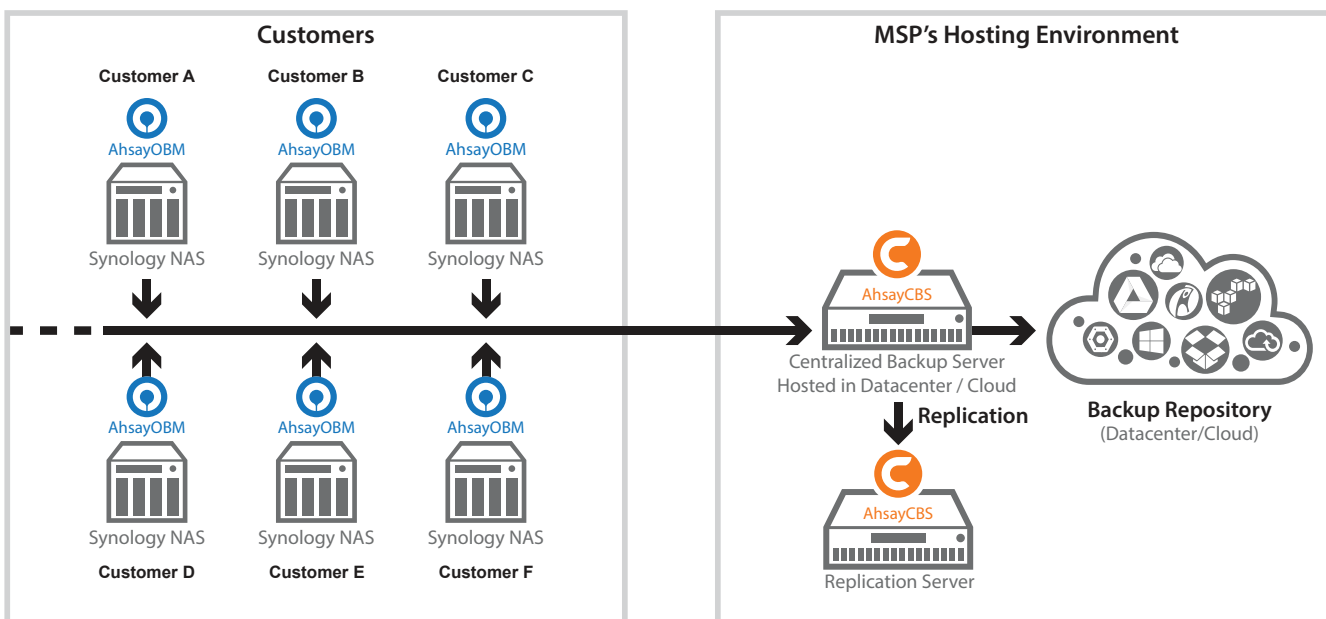 Customers
Customer A
Customer B
Customer C
AhsayOBM
AhsayOBM
AhsayOBM
Synology NAS
Synology NAS
Synology NAS
AhsayOBM
AhsayOBM
AhsayOBM
Synology NAS
Synology NAS
Synology NAS
Customer D
Customer E
Customer F
MSP's Hosting Environment
AhsayCBS
Centralized Backup Server
Hosted in Datacenter / Cloud
Replication
AhsayCBS
Replication Server
Backup Repository
(Datacenter/Cloud)